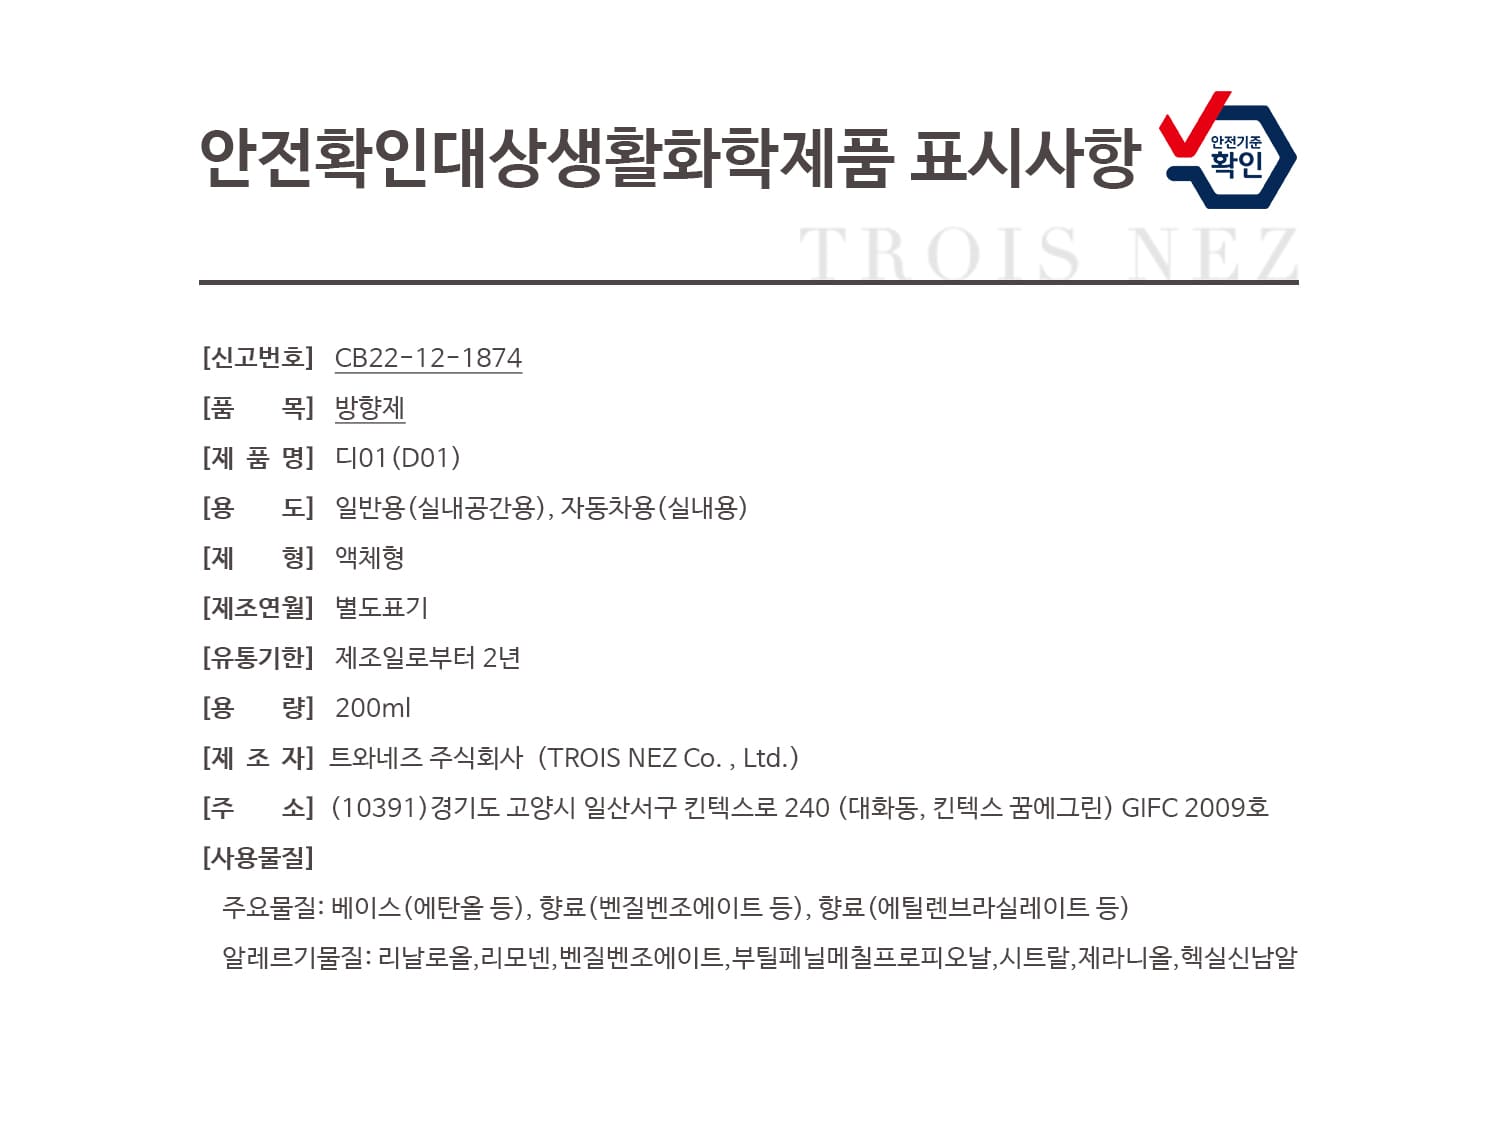 안전확인대상생활화학제품 표시사항
안전기준
확인
TROIS NEZ
[신고번호] CB22-12-1874
[품 목] 방향제
[제 품 명] 디01(D01)
[용 도] 일반용(실내공간용), 자동차용(실내용)
[제 형] 액체형
[제조연월] 별도표기
[유통기한] 제조일로부터 2년
[용 량] 200ml
[제 조 자] 트와네즈 주식회사 (TROIS NEZ Co. , Ltd.)
[주 소] (10391)경기도 고양시 일산서구 킨텍스로 240 (대화동, 킨텍스 꿈에그린) GIFC 2009호
[사용물질]
주요물질: 베이스(에탄올 등), 향료(벤질벤조에이트 등), 향료(에틸렌브라실레이트 등)
알레르기물질: 리날로올,리모넨,벤질벤조에이트,부틸페닐메칠프로피오날,시트랄,제라니올,헥실신남알